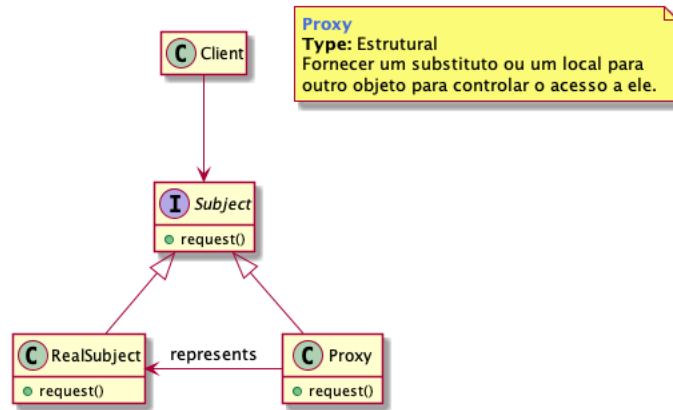 Proxy
Type: Estrutural
Fornecer um substituto ou um local para
outro objeto para controlar o acesso a ele.
C Client
I Subject
request()
C RealSubject
request()
represents
C Proxy
request()